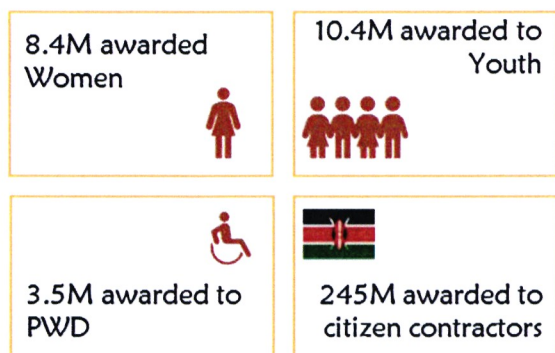 8.4M awarded
Women
10.4M awarded to
Youth
3.5M awarded to
PWD
245M awarded to
citizen contractors